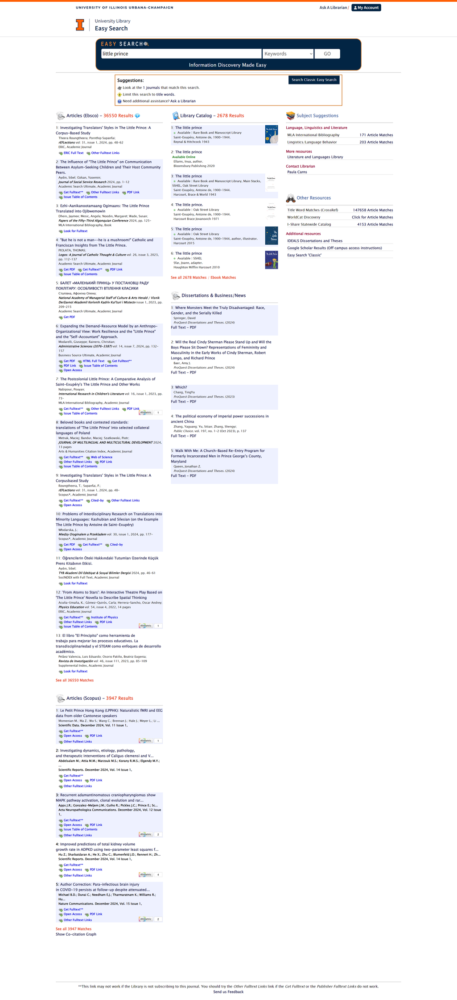 UNIVERSITY OF ILLINOIS URBANA-CHAMPAIGN
Ask A Librarian / My Account
University Library
Easy Search
EASY SEARCH
little prince
Keywords
GO
Information Discovery Made Easy
Suggestions:
Search Classic Easy Search
Look at the 1 journals that match this search.
Limit this search to title words.
Need additional assistance? Ask a Librarian
Articles (Ebsco) - 36550 Results
1: Investigating Translators' Styles in The Little Prince: A
Corpus-Based Study
Theera Roungtheera; Pornthip Supanfai;
rEFLections vol: 31, issue 1, 2024, pp. 48-62
ERIC, Academic Journal
ERIC Full Text Other Fulltext Links
2: The Influence of "The Little Prince" on Communication
Between Asylum-Seeking Children and Their Host Community
Peers.
Aydin, Sibel; Ozkan, Yasemin;
Journal of Social Service Research 2024, pp. 1-12
Academic Search Ultimate, Academic Journal
Get Fulltext** Other Fulltext Links PDF Link
Issue Table of Contents
3: Ezhi-Aanikanootamaang Ogimaans: The Little Prince
Translated into Ojibwemowin
Dhein, Jaymee; Mesic, Angela; Noodin, Margaret; Wade, Susan;
Papers of the Fifty-Third Algonquian Conference 2024, pp. 125-
MLA International Bibliography, Book
Look for Fulltext
4: "But he is not a man--he is a mushroom!" Catholic and
Franciscan Insights from The Little Prince.
PIOLATA, THOMAS;
Logos: A Journal of Catholic Thought & Culture vol: 26, issue 3, 2023,
pp. 112-137
Academic Search Ultimate, Academic Journal
Get PDF Get Fulltext** PDF Link
Issue Table of Contents
5: БАЛЕТ «МАЛЕНЬКИЙ ПРИНЦ» У ПОСТАНОВЦІ РАДУ
ПОКЛІТАРУ: ОСОБЛИВОСТІ ВТІЛЕННЯ КЛАСИКИ
Сталівна, Афоніна Олена;
National Academy of Managerial Staff of Culture & Arts Herald / Vìsnik
Deržavnoï Akademìï Kerìvnih Kadrìv Kul'turi ì Mistectv issue 1, 2023, pp.
209-215
Academic Search Ultimate, Academic Journal
Get PDF
6: Expanding the Demand-Resource Model by an Anthropo-
Organizational View: Work Resilience and the "Little Prince"
and the "Self-Accountant" Approach.
Modarelli, Giuseppe; Rainero, Christian;
Administrative Sciences (2076-3387) vol: 14, issue 7, 2024, pp. 132-
157
Business Source Ultimate, Academic Journal
Get PDF HTML Full Text Get Fulltext**
PDF Link Issue Table of Contents
Open Access
7: The Postcolonial Little Prince: A Comparative Analysis of
Saint-Exupéry's The Little Prince and Other Works
Nabipour, Pouyan;
International Research in Children's Literature vol: 16, issue 1, 2023, pp.
73-
MLA International Bibliography, Academic Journal
Get Fulltext** Other Fulltext Links PDF Link
Issue Table of Contents Altmetric 1
8: Beloved books and contested standards:
translations of 'The Little Prince' into selected collateral
languages of Poland
Metrak, Maciej; Bandur, Maciej; Szatkowski, Piotr;
JOURNAL OF MULTILINGUAL AND MULTICULTURAL DEVELOPMENT 2024,
13 pages
Arts & Humanities Citation Index, Academic Journal
Get Fulltext** Web of Science
Other Fulltext Links PDF Link
Issue Table of Contents
9: Investigating Translators' Styles in The Little Prince: A
Corpusbased Study
Roungtheera, T.; Supanfai, P.;
rEFLections vol: 31, issue 1, 2024, pp. 48-
Scopus®, Academic Journal
Get Fulltext** Cited-by Other Fulltext Links
Open Access
10: Problems of Interdisciplinary Research on Translations into
Minority Languages: Kashubian and Silesian (on the Example
The Little Prince by Antoine de Saint-Exupéry)
Włodarska, J.;
Miedzy Oryginalem a Przekladem vol: 30, issue 1, 2024, pp. 177-
Scopus®, Academic Journal
Get PDF Get Fulltext** Cited-by
Open Access
11: Öğrencilerin Öteki Hakkındaki Tutumları Üzerinde Küçük
Prens Kitabının Etkisi.
Aydın, Sibel;
TYB Akademi Dil Edebiyat & Sosyal Bilimler Dergisi 2024, pp. 46-61
SocINDEX with Full Text, Academic Journal
Look for Fulltext
12: 'From Atoms to Stars': An Interactive Theatre Play Based on
'The Little Prince' Novella to Describe Spatial Thinking
Acuña-Umaña, K.; Gómez-Quirós, Carla; Herrera-Sancho, Oscar Andrey;
Physics Education vol: 54, issue 4, 2022, 14 pages
ERIC, Academic Journal
Get Fulltext** Institute of Physics
Other Fulltext Links PDF Link
Issue Table of Contents Altmetric 1
13: El libro "El Principito" como herramienta de
trabajo para mejorar los procesos educativos. La
transdisciplinariedad y el STEAM como enfoques de desarrollo
académico.
Peláez Valencia, Luis Eduardo; Osorio Patiño, Beatriz Eugenia;
Revista de Investigación vol: 46, issue 111, 2023, pp. 85-109
Supplemental Index, Academic Journal
Look for Fulltext
See all 36550 Matches
Articles (Scopus) - 3947 Results
1: Le Petit Prince Hong Kong (LPPHK): Naturalistic fMRI and EEG
data from older Cantonese speakers
Momenian M.; Ma Z.; Wu S.; Wang C.; Brennan J.; Hale J.; Meyer L.; Li ...
Scientific Data. December 2024, Vol. 11 Issue 1,
Get Fulltext**
Open Access PDF Link
Other Fulltext Links Altmetric 1
2: Investigating dynamics, etiology, pathology,
and therapeutic interventions of Caligus clemensi and V...
Abdelsalam M.; Attia M.M.; Marzouk M.S.; Korany R.M.S.; Elgendy M.Y.;
...
Scientific Reports. December 2024, Vol. 14 Issue 1,
Get Fulltext**
Open Access PDF Link
Other Fulltext Links
3: Recurrent adamantinomatous craniopharyngiomas show
MAPK pathway activation, clonal evolution and rar...
Apps J.R.; Gonzalez-Meljem J.M.; Guiho R.; Pickles J.C.; Prince E.; Sc...
Acta Neuropathologica Communications. December 2024, Vol. 12 Issue
1,
Get Fulltext**
Open Access PDF Link
Issue Table of Contents
Other Fulltext Links Altmetric 2
4: Improved predictions of total kidney volume
growth rate in ADPKD using two-parameter least squares f...
Hu Z.; Sharbatdaran A.; He X.; Zhu C.; Blumenfeld J.D.; Rennert H.; Zh...
Scientific Reports. December 2024, Vol. 14 Issue 1,
Get Fulltext**
Open Access PDF Link
Other Fulltext Links Altmetric 4
5: Author Correction: Para-infectious brain injury
in COVID-19 persists at follow-up despite attenuated...
Michael B.D.; Dunai C.; Needham E.J.; Tharmaratnam K.; Williams R.;
Hu...
Nature Communications. December 2024, Vol. 15 Issue 1,
Get Fulltext**
Open Access PDF Link
Other Fulltext Links Altmetric 2
See all 3947 Matches
Show Co-citation Graph
Library Catalog - 2678 Results
1: The little prince
Available | Rare Book and Manuscript Library
Saint-Exupéry, Antoine de, 1900-1944.
Reynal & Hitchcock 1943
2: The little prince
Available Online
Ellams, Inua, author.
Bloomsbury Publishing 2020
3: The little prince
Available | Rare Book and Manuscript Library, Main Stacks,
SSHEL, Oak Street Library
Saint-Exupéry, Antoine de, 1900-1944.
Harcourt, Brace & World 1943
4: The little prince.
Available | Oak Street Library
Saint-Exupéry, Antoine de, 1900-1944.
Harcourt Brace Jovanovich 1971
5: The little prince
Available | Oak Street Library
Saint-Exupéry, Antoine de, 1900-1944, author, illustrator.
Harcourt 2015
6: The little prince
Available | SSHEL
Sfar, Joann, adapter.
Houghton Mifflin Harcourt 2010
See all 2678 Matches / Ebook Matches
Dissertations & Business/News
1: Where Monsters Meet the Truly Disadvantaged: Race,
Gender, and the Serially Killed
Springer, David
ProQuest Dissertations and Theses. (2024)
Full Text - PDF
2: Will the Real Cindy Sherman Please Stand Up and Will the
Boys Please Sit Down? Representations of Femininity and
Masculinity in the Early Works of Cindy Sherman, Robert
Longo, and Richard Prince
Baer, Amy J.
ProQuest Dissertations and Theses. (2024)
Full Text - PDF
3: Which?
Chang, TingYu
ProQuest Dissertations and Theses. (2023)
Full Text - PDF
4: The political economy of imperial power successions in
ancient China
Zhang, Yaguang; Yu, Sitian; Zhang, Shengyi;
Public Choice. vol. 197, no. 1-2 (Oct 2023), p. 137
Full Text - PDF
5: Walk With Me: A Church-Based Re-Entry Program for
Formerly Incarcerated Men in Prince George's County,
Maryland
Queen, Jonathan Z.
ProQuest Dissertations and Theses. (2024)
Full Text - PDF
Subject Suggestions
Language, Linguistics and Literature
MLA International Bibliography 171 Article Matches
Lingistics/Language Behavior 203 Article Matches
More resources
Literature and Languages Library
Contact Librarian
Paula Carns
Other Resources
Title Word Matches (CrossRef) 147658 Article Matches
WorldCat Discovery Click for Article Matches
I-Share Statewide Catalog 4153 Article Matches
Additional resources
IDEALS Dissertations and Theses
Google Scholar Results (Off campus access instructions)
Easy Search 'Classic'
**This link may not work if the Library is not subscribing to this journal. You should try the Other Fulltext Links link if the Get Fulltext or the Publisher Fulltext Links do not work.
Send us Feedback